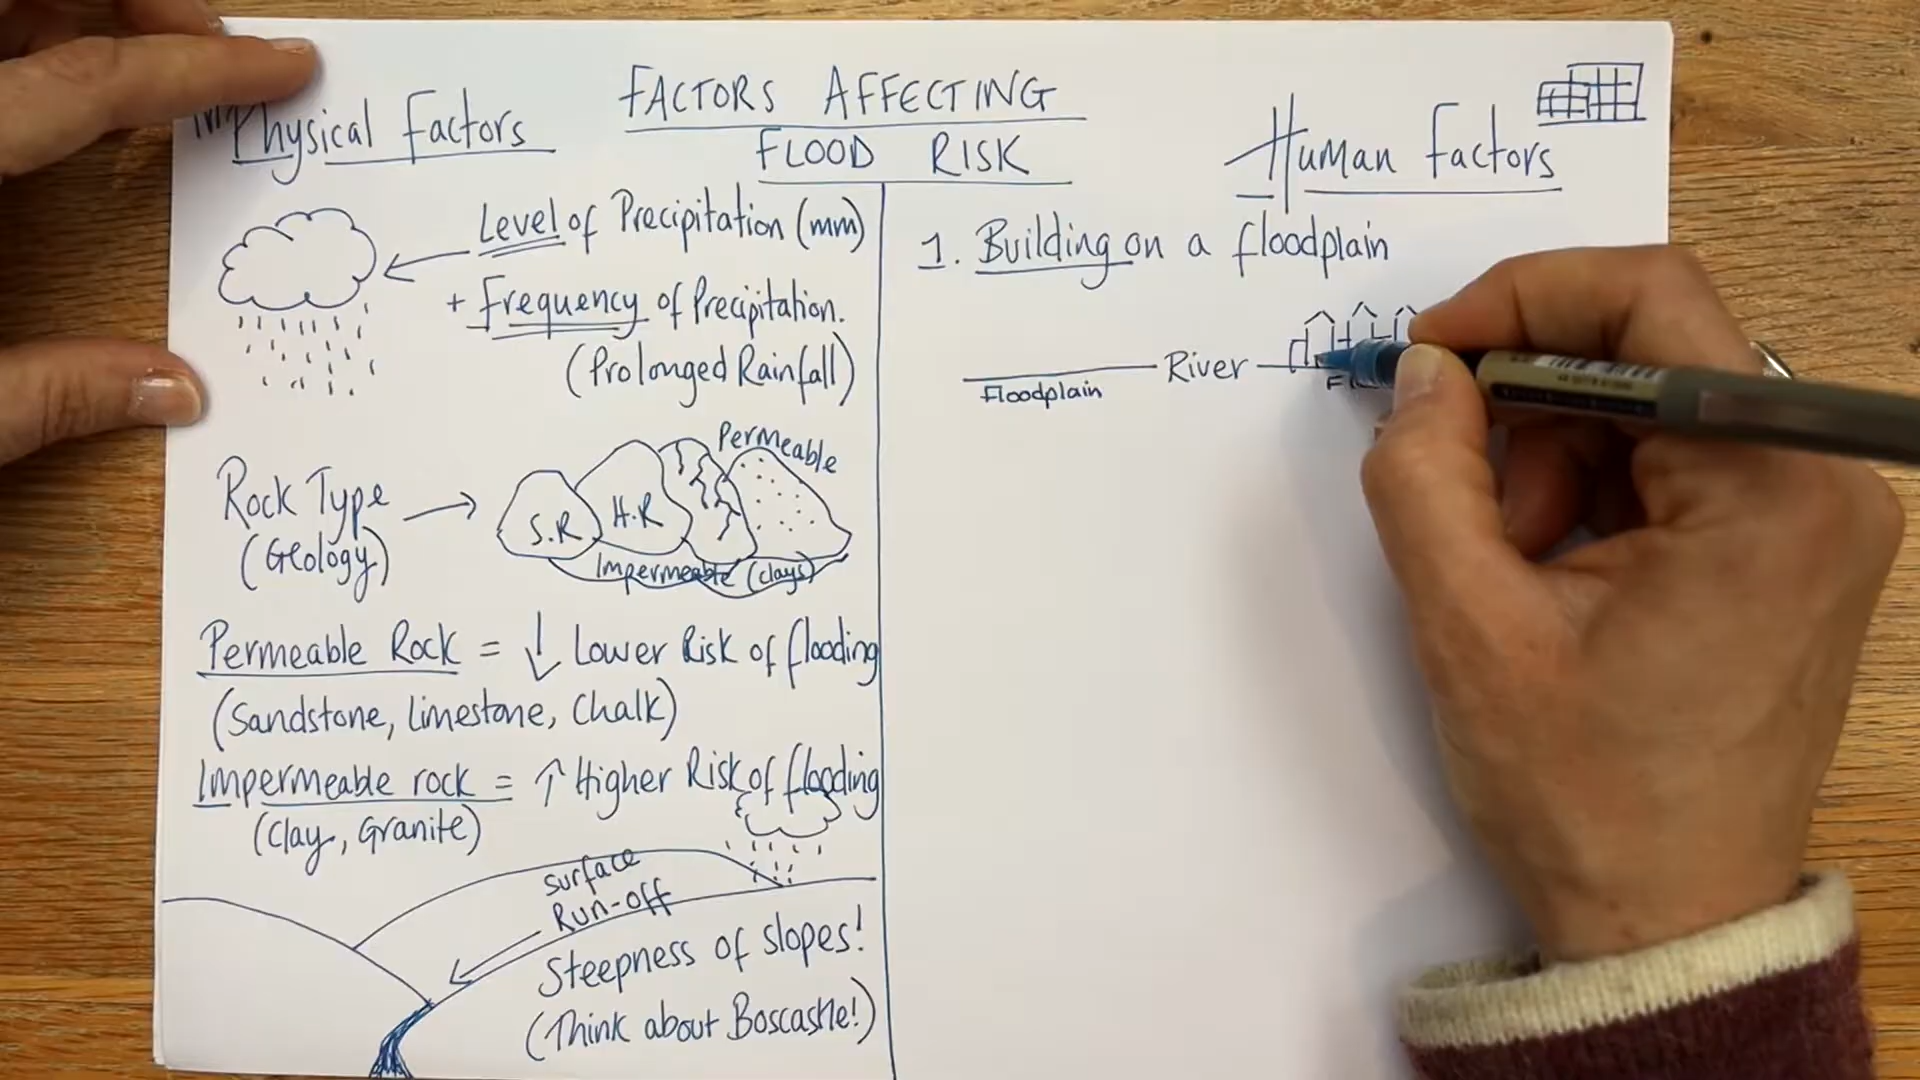 FACTORS AFFECTING
FLOOD RISK
Physical Factors
Level of Precipitation (mm)
+ Frequency of Precipitation.
(Prolonged Rainfall)
Rock Type
(Geology)
S.R
H.R
Permeable
Impermeable (clays)
Permeable Rock = ↓ Lower Risk of flooding
(Sandstone, Limestone, Chalk)
Impermeable rock = ↑ Higher Risk of flooding
(Clay, Granite)
Surface
Run-off
Steepness of slopes!
(Think about Boscastle!)
Human Factors
1. Building on a floodplain
River
Floodplain